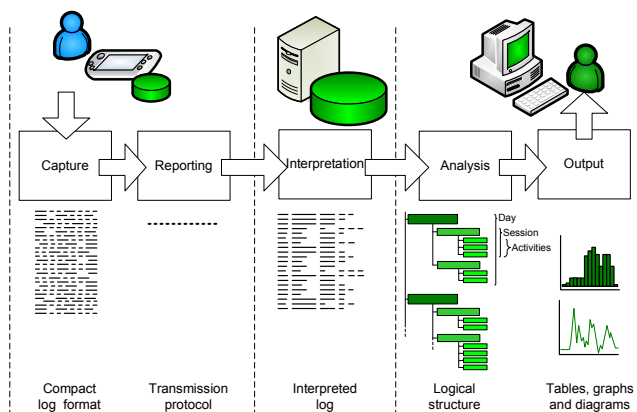 Capture
Reporting
Interpretation
Analysis
Output
Day
Session
Activities
Compact
log format
Transmission
protocol
Interpreted
log
Logical
structure
Tables, graphs
and diagrams